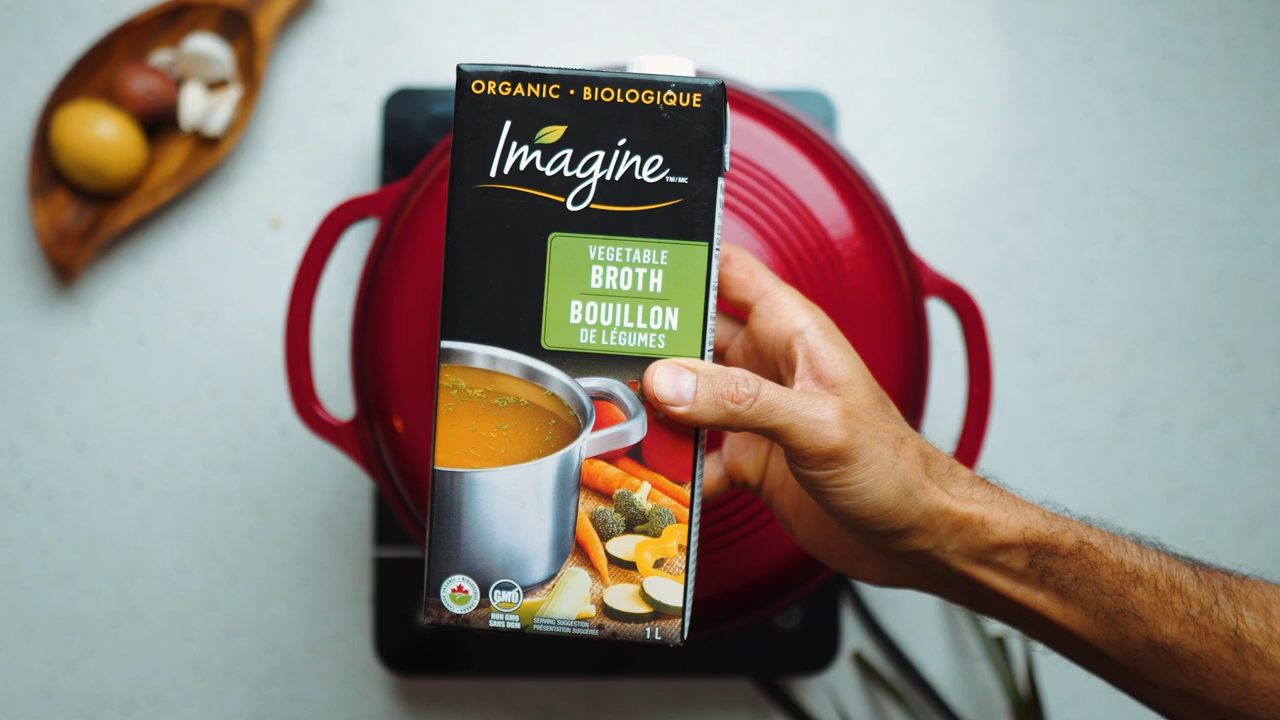 ORGANIC • BIOLOGIQUE
Imagine TM/MC
VEGETABLE
BROTH
BOUILLON
DE LÉGUMES
GMO
NON GMO
SANS OGM
SERVING SUGGESTION
PRÉSENTATION SUGGÉRÉE
1 L